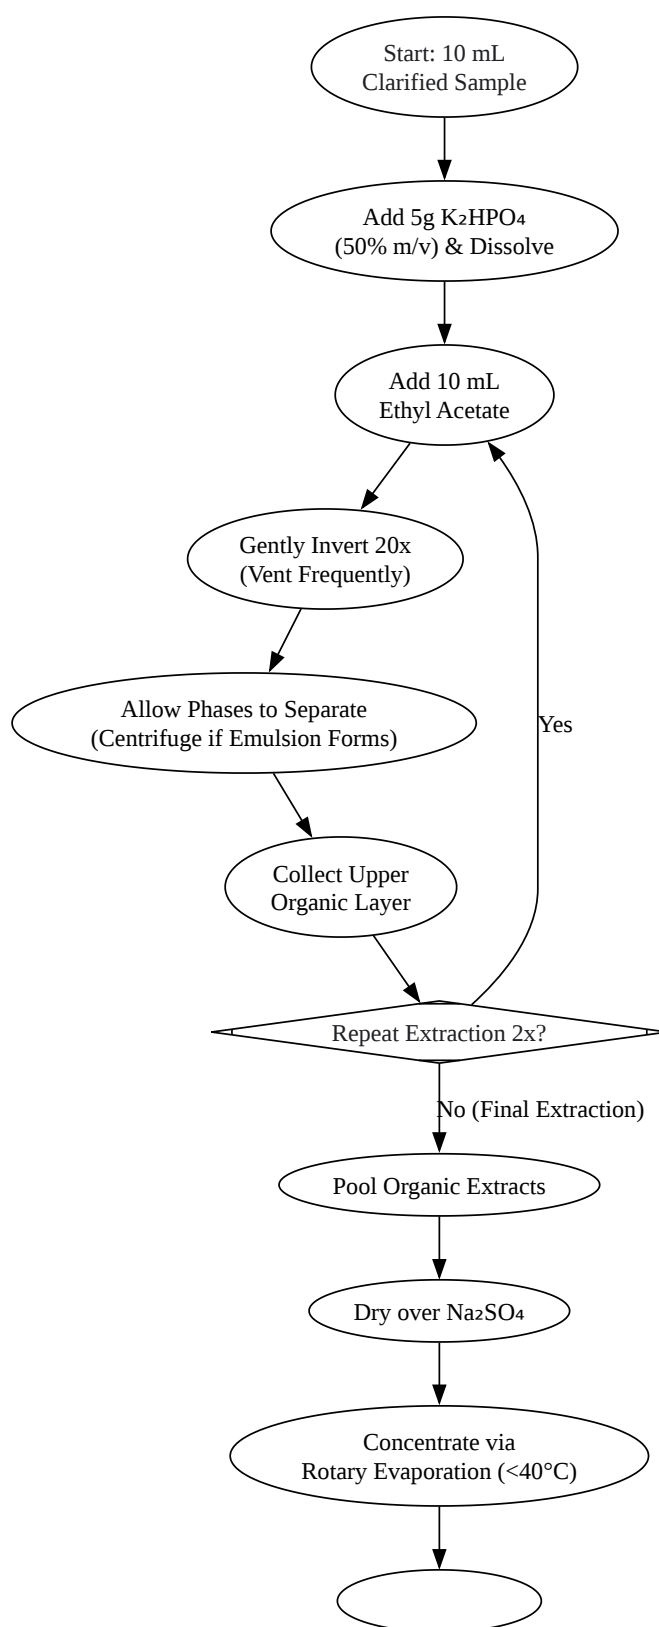 Start: 10 mL
Clarified Sample
Add 5g K₂HPO₄
(50% m/v) & Dissolve
Add 10 mL
Ethyl Acetate
Gently Invert 20x
(Vent Frequently)
Allow Phases to Separate
(Centrifuge if Emulsion Forms)
Yes
Collect Upper
Organic Layer
Repeat Extraction 2x?
No (Final Extraction)
Pool Organic Extracts
Dry over Na₂SO₄
Concentrate via
Rotary Evaporation (<40°C)